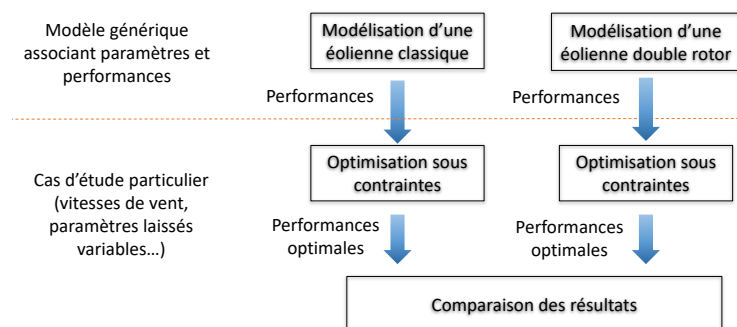 Modèle générique
associant paramètres et
performances
Modélisation d'une
éolienne classique
Modélisation d'une
éolienne double rotor
Performances
Performances
Cas d'étude particulier
(vitesses de vent,
paramètres laissés
variables…)
Optimisation sous
contraintes
Optimisation sous
contraintes
Performances
optimales
Performances
optimales
Comparaison des résultats